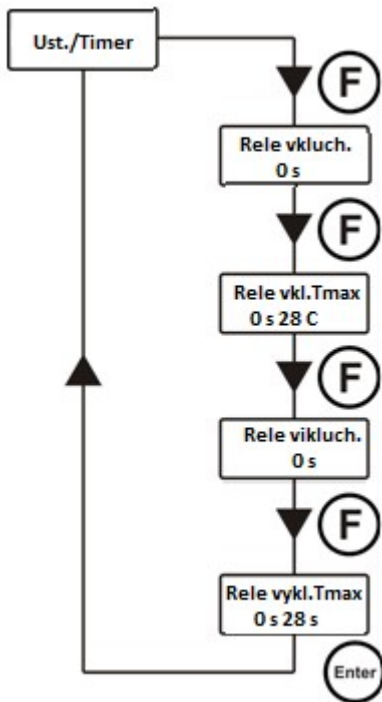 Ust./Timer
F
Rele vkluch.
0 s
F
Rele vkl.Tmax
0 s 28 C
F
Rele vikluch.
0 s
F
Rele vykl.Tmax
0 s 28 s
Enter